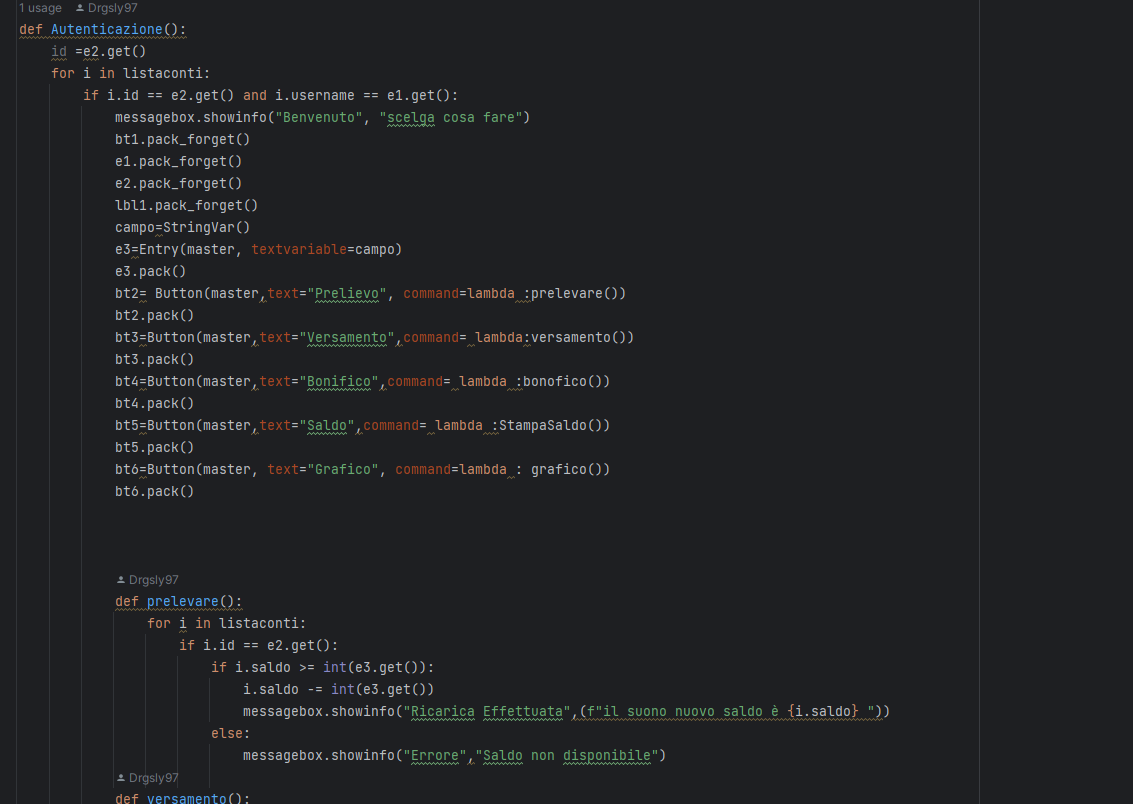 1 usage Drgsly97
def Autenticazione():
    id =e2.get()
    for i in listaconti:
        if i.id == e2.get() and i.username == e1.get():
            messagebox.showinfo("Benvenuto", "scelga cosa fare")
            bt1.pack_forget()
            e1.pack_forget()
            e2.pack_forget()
            lbl1.pack_forget()
            campo=StringVar()
            e3=Entry(master, textvariable=campo)
            e3.pack()
            bt2= Button(master,text="Prelievo", command=lambda :prelevare())
            bt2.pack()
            bt3=Button(master,text="Versamento",command= lambda:versamento())
            bt3.pack()
            bt4=Button(master,text="Bonifico",command= lambda :bonofico())
            bt4.pack()
            bt5=Button(master,text="Saldo",command= lambda :StampaSaldo())
            bt5.pack()
            bt6=Button(master, text="Grafico", command=lambda : grafico())
            bt6.pack()
            Drgsly97
            def prelevare():
                for i in listaconti:
                    if i.id == e2.get():
                        if i.saldo >= int(e3.get()):
                            i.saldo -= int(e3.get())
                            messagebox.showinfo("Ricarica Effettuata",(f"il suono nuovo saldo è {i.saldo} "))
                        else:
                            messagebox.showinfo("Errore","Saldo non disponibile")
            Drgsly97
            def versamento():